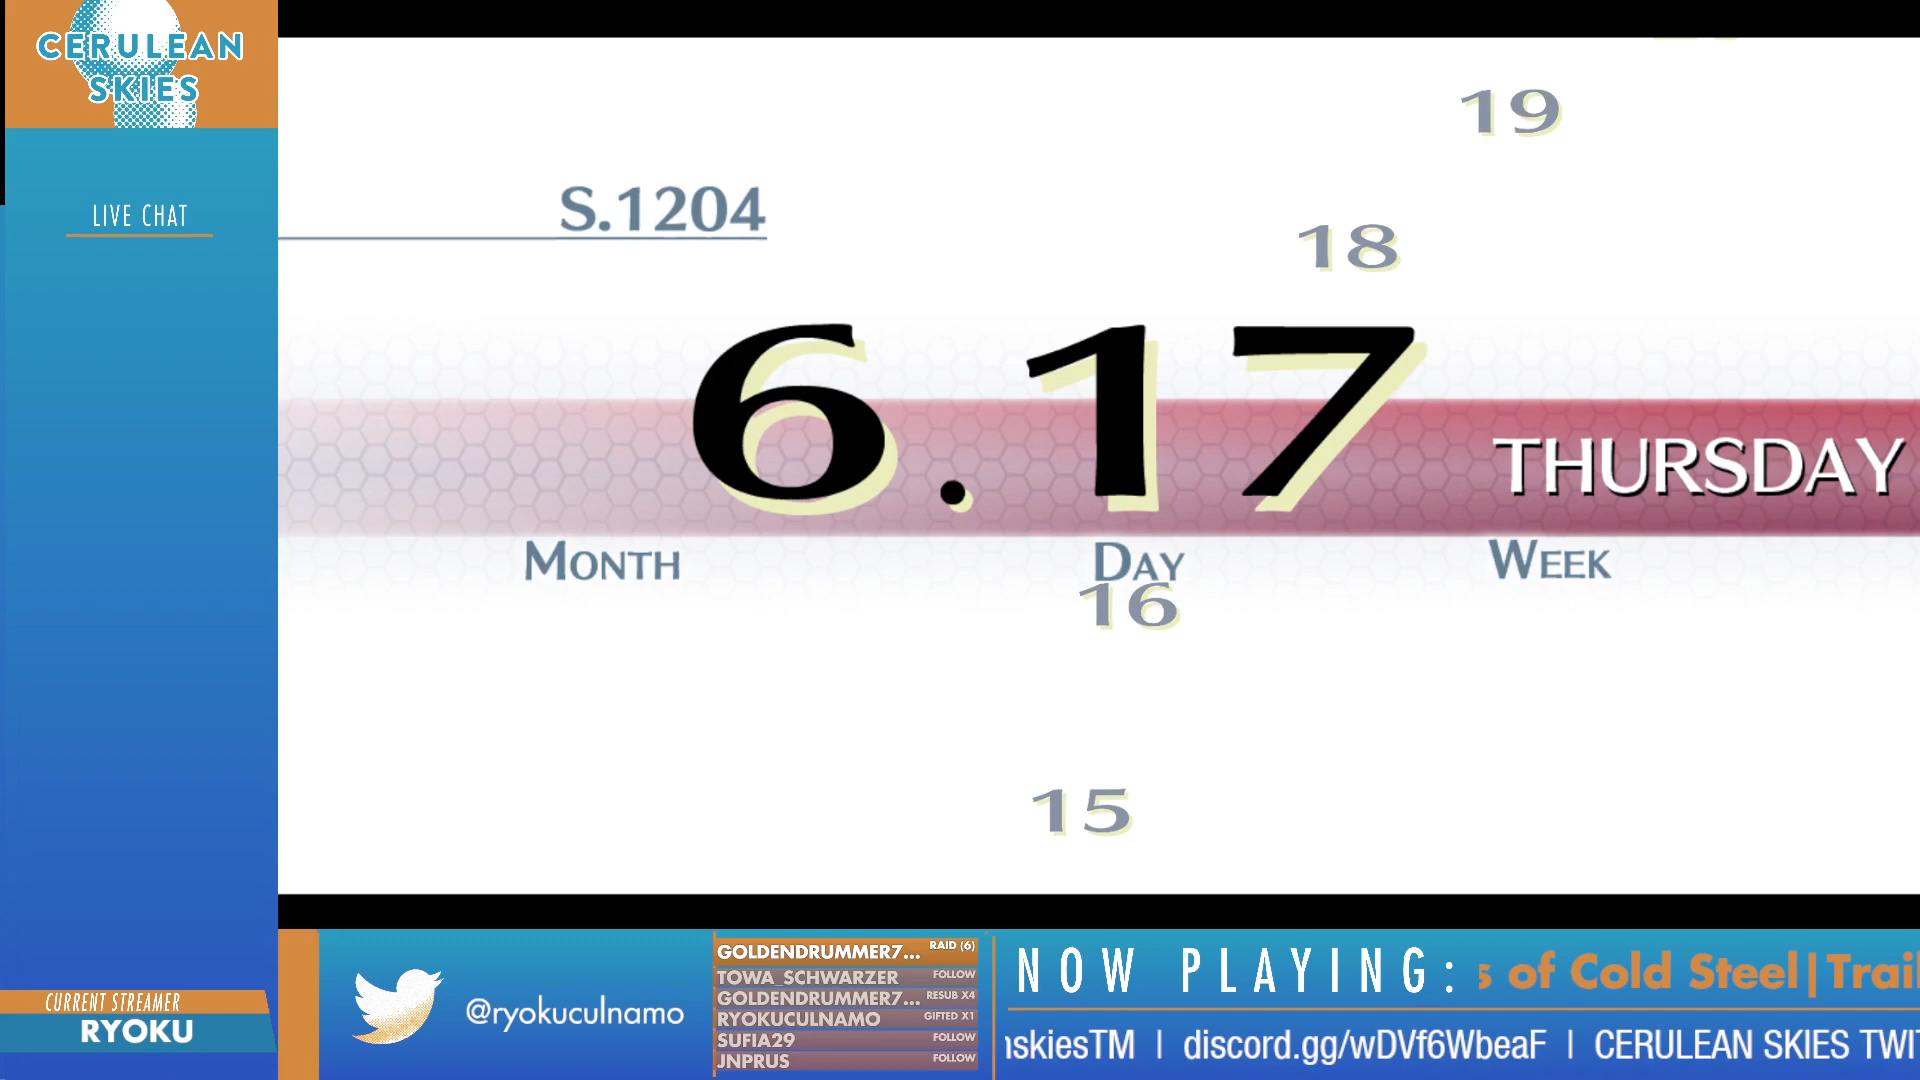 CERULEAN
SKIES
LIVE CHAT
19
S.1204
18
6.17
THURSDAY
MONTH
DAY
WEEK
16
15
CURRENT STREAMER
RYOKU
@ryokuculnamo
GOLDENDRUMMER7... RAID (6)
TOWA_SCHWARZER FOLLOW
GOLDENDRUMMER7... RESUB X4
RYOKUCULNAMO GIFTED X1
SUFIA29 FOLLOW
JNPRUS FOLLOW
NOW PLAYING: s of Cold Steel|Trail
nskiesTM | discord.gg/wDVf6WbeaF | CERULEAN SKIES TWI